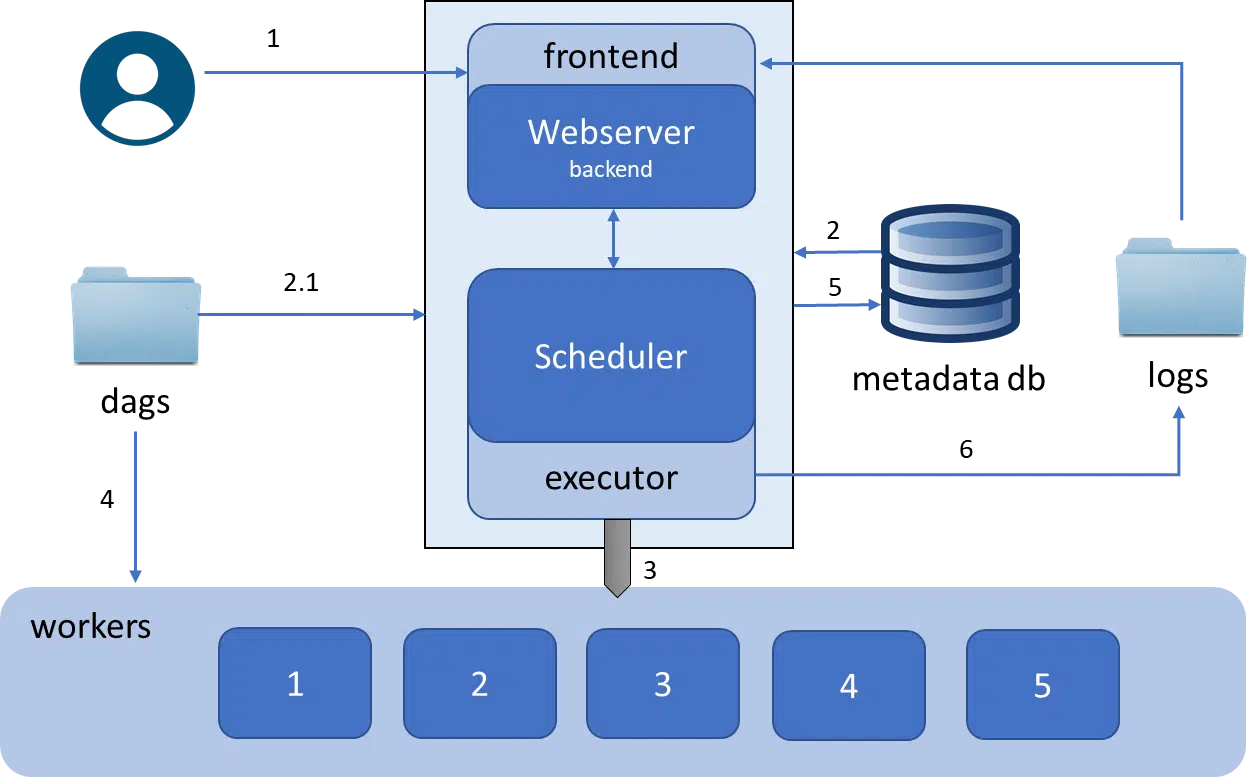 1
frontend
Webserver
backend
2
2.1
5
Scheduler
metadata db
logs
dags
6
executor
4
3
workers
1
2
3
4
5